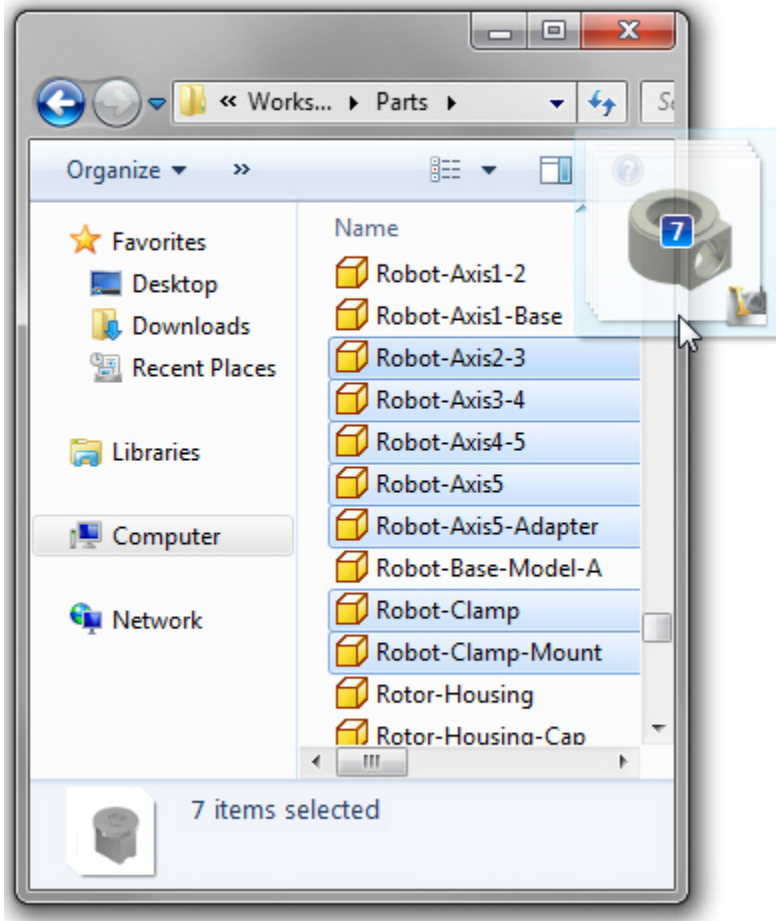 « Works... Parts
Se
Organize »
Favorites
Desktop
Downloads
Recent Places
Libraries
Computer
Network
Name
Robot-Axis1-2
Robot-Axis1-Base
Robot-Axis2-3
Robot-Axis3-4
Robot-Axis4-5
Robot-Axis5
Robot-Axis5-Adapter
Robot-Base-Model-A
Robot-Clamp
Robot-Clamp-Mount
Rotor-Housing
Rotor-Housing-Cap
7
7 items selected